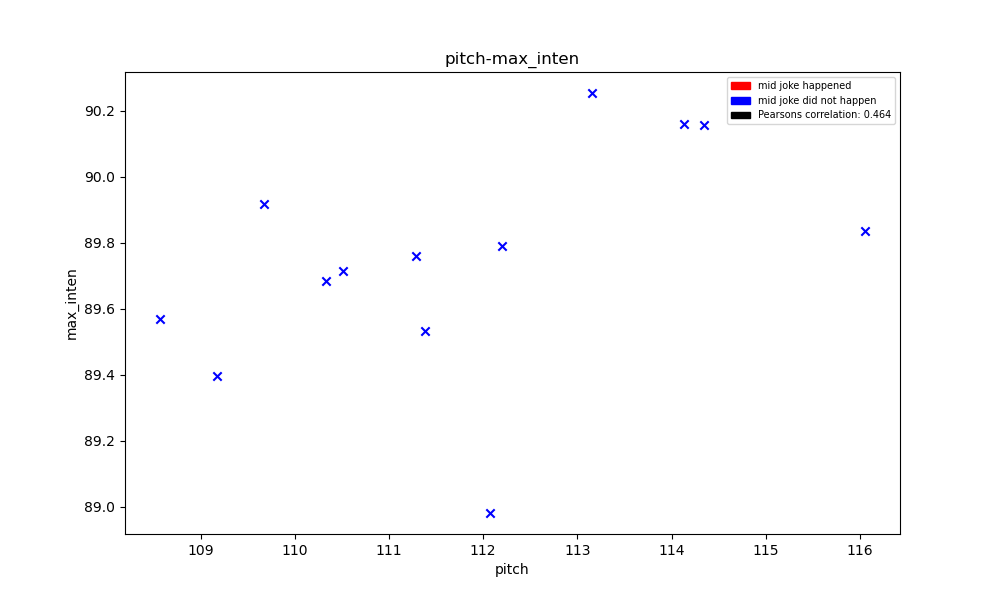 pitch-max_inten
mid joke happened
mid joke did not happen
Pearsons correlation: 0.464
90.2
90.0
89.8
89.6
89.4
89.2
89.0
max_inten
109 110 111 112 113 114 115 116
pitch